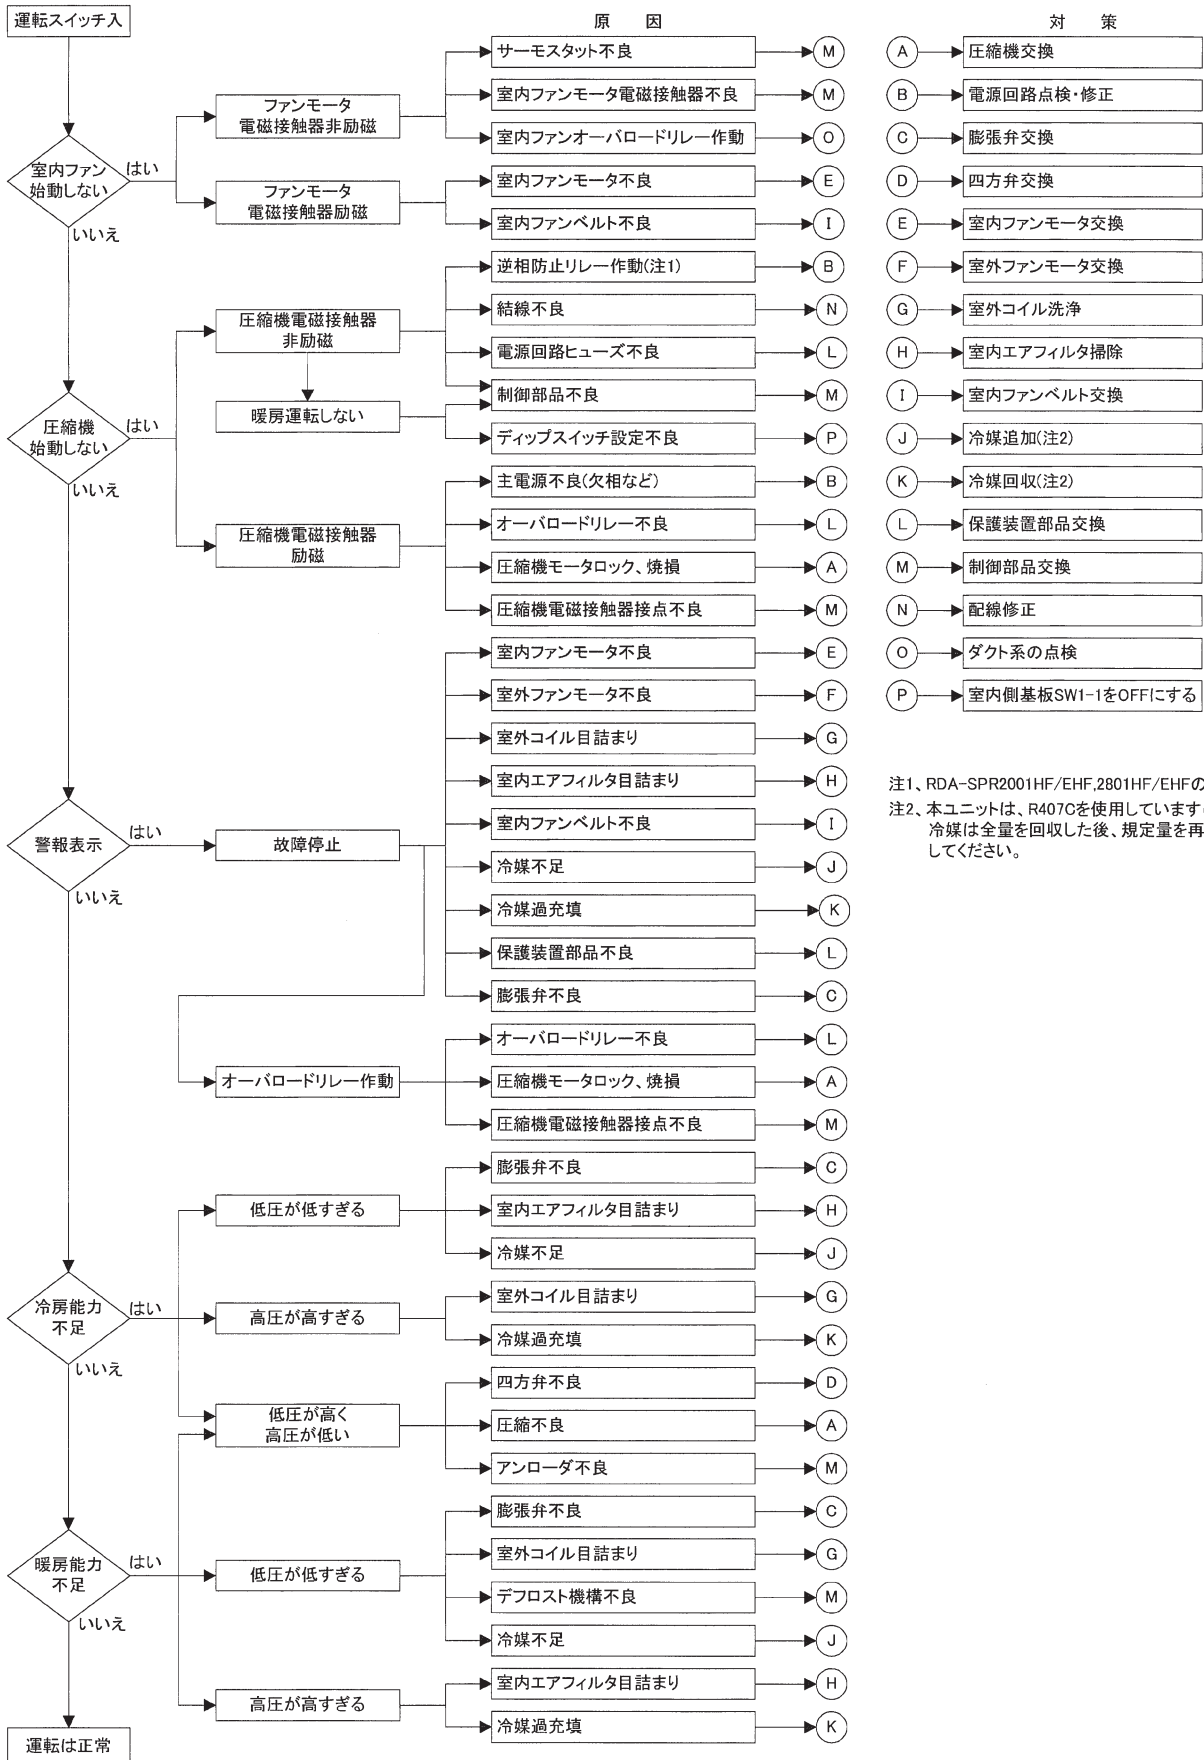 運転スイッチ入
原　因
対　策
サーモスタット不良
M
室内ファンモータ電磁接触器不良
M
室内ファンオーバロードリレー作動
O
ファンモータ
電磁接触器非励磁
室内ファン
始動しない
はい
いいえ
ファンモータ
電磁接触器励磁
室内ファンモータ不良
E
室内ファンベルト不良
I
逆相防止リレー作動(注1)
B
結線不良
N
電源回路ヒューズ不良
L
制御部品不良
M
ディップスイッチ設定不良
P
圧縮機電磁接触器
非励磁
暖房運転しない
圧縮機
始動しない
はい
いいえ
圧縮機電磁接触器
励磁
主電源不良(欠相など)
B
オーバロードリレー不良
L
圧縮機モータロック、焼損
A
圧縮機電磁接触器接点不良
M
室内ファンモータ不良
E
室外ファンモータ不良
F
室外コイル目詰まり
G
室内エアフィルタ目詰まり
H
室内ファンベルト不良
I
冷媒不足
J
冷媒過充填
K
保護装置部品不良
L
膨張弁不良
C
警報表示
はい
いいえ
故障停止
オーバロードリレー作動
オーバロードリレー不良
L
圧縮機モータロック、焼損
A
圧縮機電磁接触器接点不良
M
冷房能力
不足
はい
いいえ
低圧が低すぎる
膨張弁不良
C
室内エアフィルタ目詰まり
H
冷媒不足
J
高圧が高すぎる
室外コイル目詰まり
G
冷媒過充填
K
低圧が高く
高圧が低い
四方弁不良
D
圧縮不良
A
アンローダ不良
M
暖房能力
不足
はい
いいえ
低圧が低すぎる
膨張弁不良
C
室外コイル目詰まり
G
デフロスト機構不良
M
冷媒不足
J
高圧が高すぎる
室内エアフィルタ目詰まり
H
冷媒過充填
K
運転は正常
A
圧縮機交換
B
電源回路点検・修正
C
膨張弁交換
D
四方弁交換
E
室内ファンモータ交換
F
室外ファンモータ交換
G
室外コイル洗浄
H
室内エアフィルタ掃除
I
室内ファンベルト交換
J
冷媒追加(注2)
K
冷媒回収(注2)
L
保護装置部品交換
M
制御部品交換
N
配線修正
O
ダクト系の点検
P
室内側基板SW1-1をOFFにする
注1、RDA-SPR2001HF/EHF,2801HF/EHFの
注2、本ユニットは、R407Cを使用しています
冷媒は全量を回収した後、規定量を再
してください。